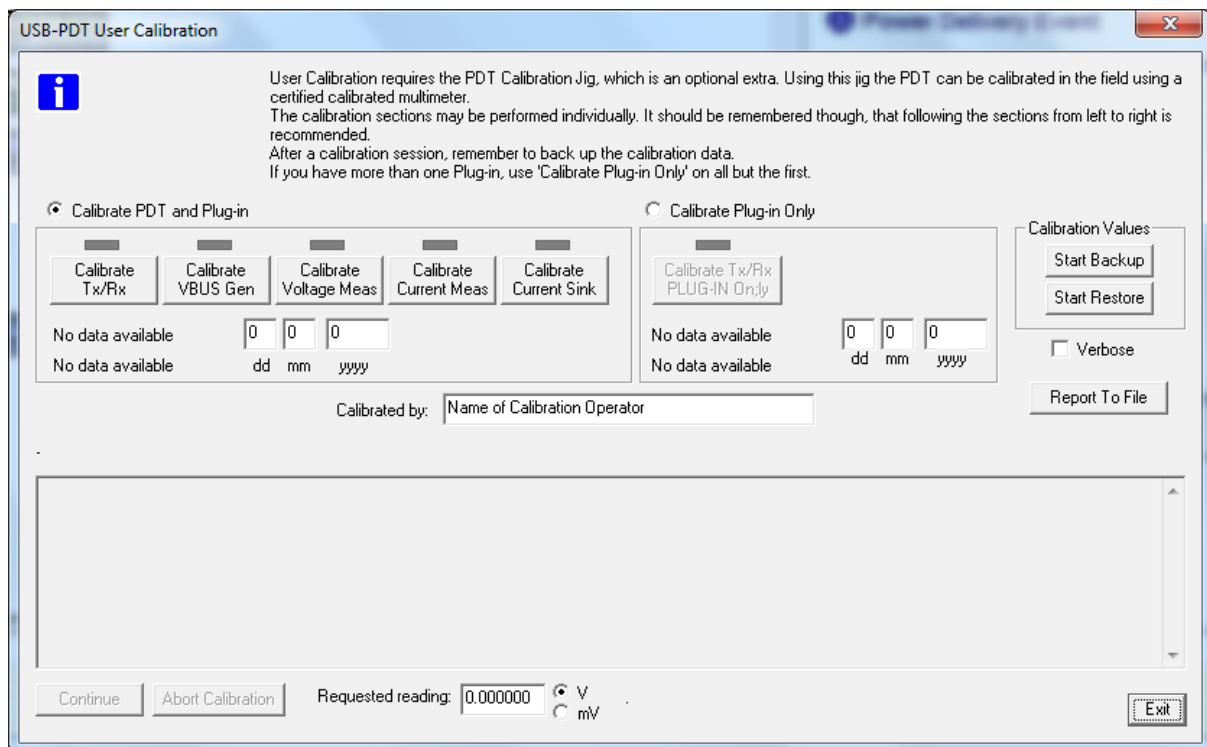 USB-PDT User Calibration
Power Delivery Event
User Calibration requires the PDT Calibration Jig, which is an optional extra. Using this jig the PDT can be calibrated in the field using a
certified calibrated multimeter.
The calibration sections may be performed individually. It should be remembered though, that following the sections from left to right is
recommended.
After a calibration session, remember to back up the calibration data.
If you have more than one Plug-in, use 'Calibrate Plug-in Only' on all but the first.
Calibrate PDT and Plug-in
Calibrate Tx/Rx
Calibrate VBUS Gen
Calibrate Voltage Meas
Calibrate Current Meas
Calibrate Current Sink
No data available 0 0 0
No data available dd mm yyyy
Calibrate Plug-in Only
Calibrate Tx/Rx
PLUG-IN On;ly
No data available 0 0 0
No data available dd mm yyyy
Calibration Values
Start Backup
Start Restore
Verbose
Report To File
Calibrated by: Name of Calibration Operator
.
Continue
Abort Calibration
Requested reading: 0.000000 V
mV
.
Exit